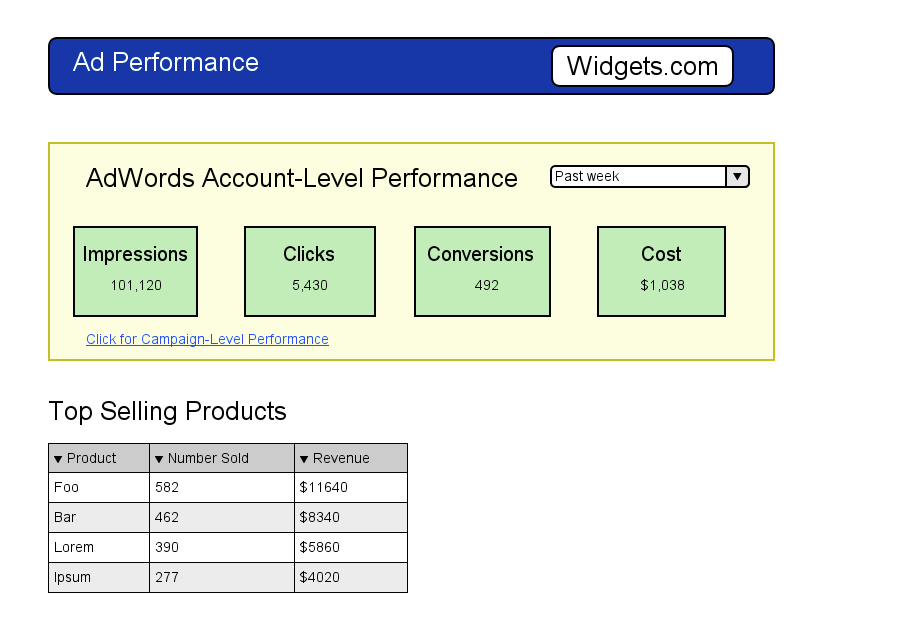 Ad Performance
Widgets.com
AdWords Account-Level Performance
Past week
Impressions
101,120
Clicks
5,430
Conversions
492
Cost
$1,038
Click for Campaign-Level Performance
Top Selling Products
Product Number Sold Revenue
Foo 582 $11640
Bar 462 $8340
Lorem 390 $5860
Ipsum 277 $4020